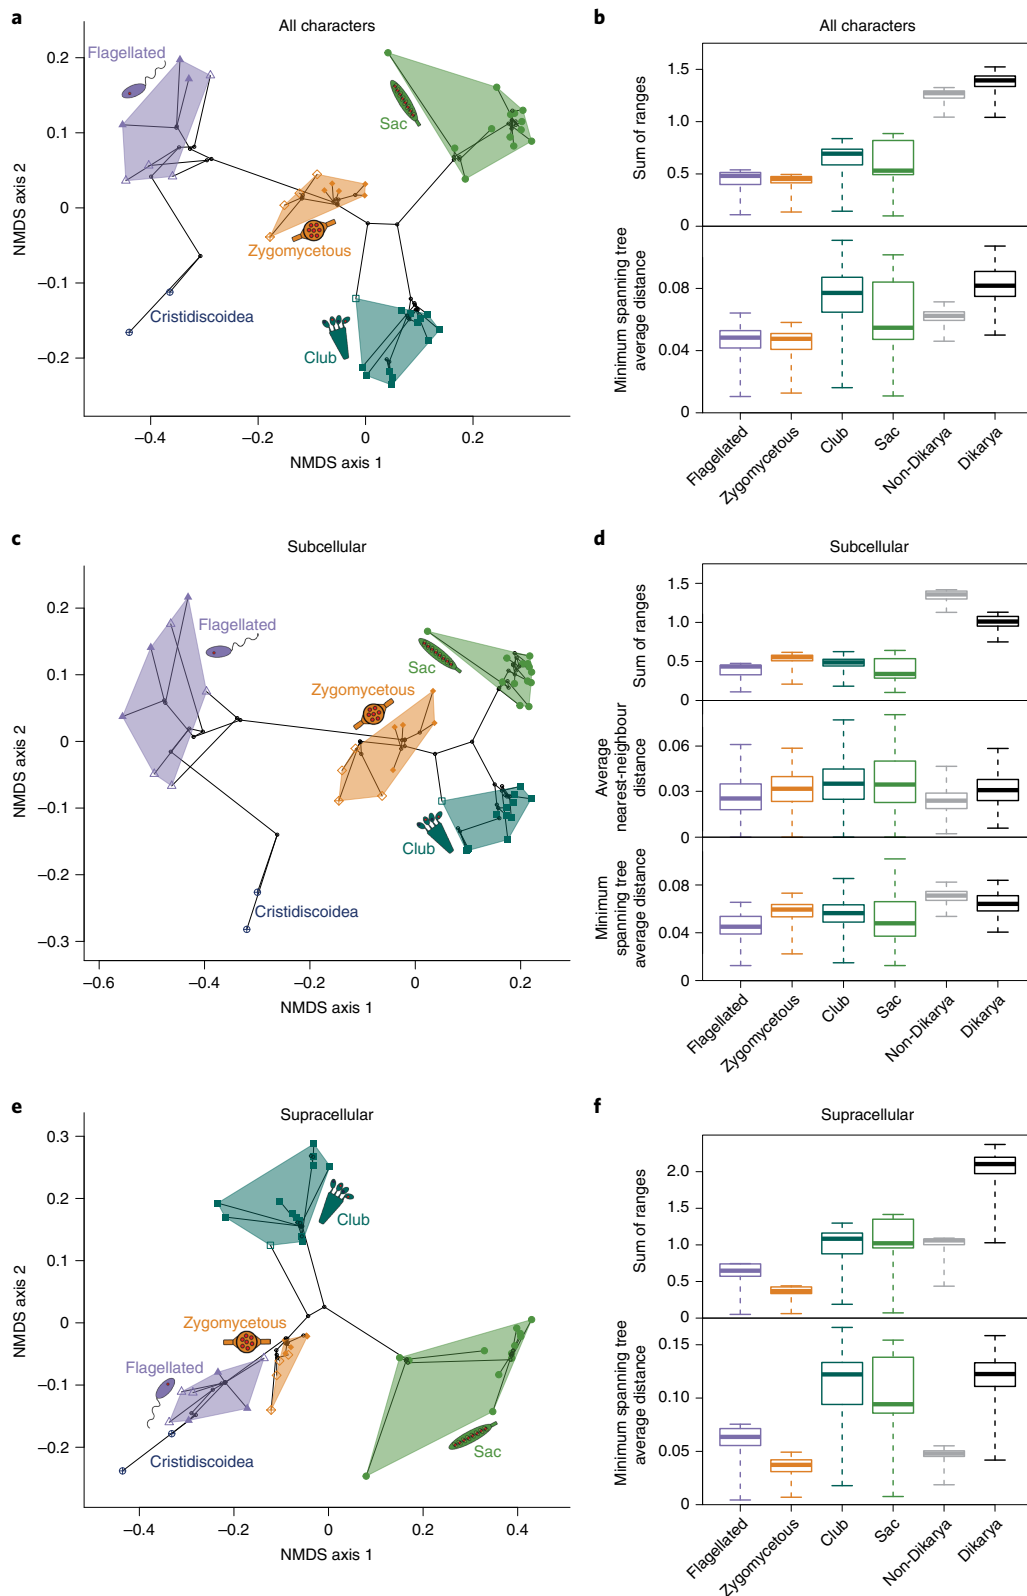 a
All characters
0.2
0.1
0
−0.1
−0.2
NMDS axis 2
−0.4
−0.2
0
0.2
NMDS axis 1
Flagellated
Sac
Zygomycetous
Cristidiscoidea
Club
b
All characters
1.5
1.0
0.5
0
Sum of ranges
0.08
0.04
0
Minimum spanning tree
average distance
Flagellated
Zygomycetous
Club
Sac
Non-Dikarya
Dikarya
c
Subcellular
0.2
0.1
0
−0.1
−0.2
−0.3
NMDS axis 2
−0.6
−0.4
−0.2
0
0.2
NMDS axis 1
Flagellated
Sac
Zygomycetous
Club
Cristidiscoidea
d
Subcellular
1.5
1.0
0.5
0
Sum of ranges
0.06
0.03
0
Average
nearest-neighbour
distance
0.08
0.04
0
Minimum
spanning tree
average distance
Flagellated
Zygomycetous
Club
Sac
Non-Dikarya
Dikarya
e
Supracellular
0.3
0.2
0.1
0
−0.1
−0.2
NMDS axis 2
−0.4
−0.2
0
0.2
0.4
NMDS axis 1
Club
Zygomycetous
Flagellated
Cristidiscoidea
Sac
f
Supracellular
2.0
1.0
0.5
0
Sum of ranges
0.15
0.10
0.05
0
Minimum spanning tree
average distance
Flagellated
Zygomycetous
Club
Sac
Non-Dikarya
Dikarya